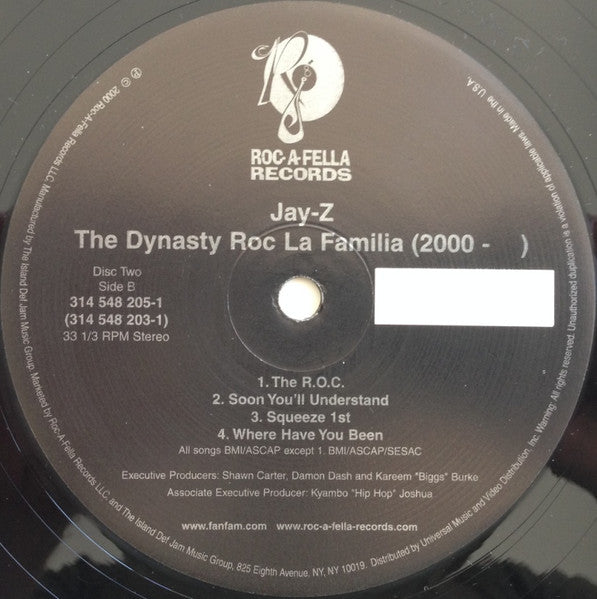 ROC-A-FELLA
RECORDS
Jay-Z
The Dynasty Roc La Familia (2000 -     )
Disc Two
Side B
314 548 205-1
(314 548 203-1)
33 1/3 RPM Stereo
1. The R.O.C.
2. Soon You'll Understand
3. Squeeze 1st
4. Where Have You Been
All songs BMI/ASCAP except 1. BMI/ASCAP/SESAC
Executive Producers: Shawn Carter, Damon Dash and Kareem "Biggs" Burke
Associate Executive Producer: Kyambo "Hip Hop" Joshua
www.fanfam.com   www.roc-a-fella-records.com
℗ © 2000 Roc-A-Fella Records LLC. Manufactured by The Island Def Jam Music Group. Marketed by Roc-A-Fella Records LLC. and The Island Def Jam Music Group, 825 Eighth Avenue, NY, NY 10019. Distributed by Universal Music and Video Distribution, Inc. Warning: All rights reserved. Unauthorized duplication is a violation of applicable laws. Made in the U.S.A.